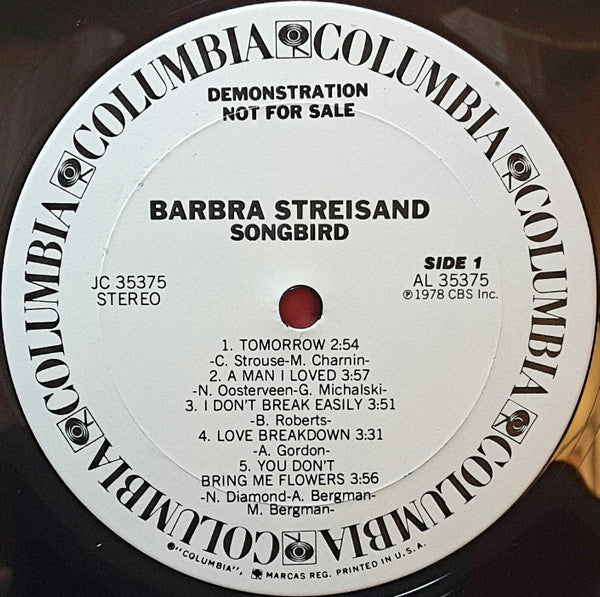 COLUMBIA COLUMBIA COLUMBIA COLUMBIA COLUMBIA COLUMBIA COLUMBIA COLUMBIA
DEMONSTRATION
NOT FOR SALE
BARBRA STREISAND
SONGBIRD
JC 35375
STEREO
SIDE 1
AL 35375
℗ 1978 CBS Inc.
1. TOMORROW 2:54
-C. Strouse-M. Charnin-
2. A MAN I LOVED 3:57
-N. Oosterveen-G. Michalski-
3. I DON'T BREAK EASILY 3:51
-B. Roberts-
4. LOVE BREAKDOWN 3:31
-A. Gordon-
5. YOU DON'T
BRING ME FLOWERS 3:56
-N. Diamond-A. Bergman-
M. Bergman-
®"COLUMBIA", MARCAS REG. PRINTED IN U.S.A.